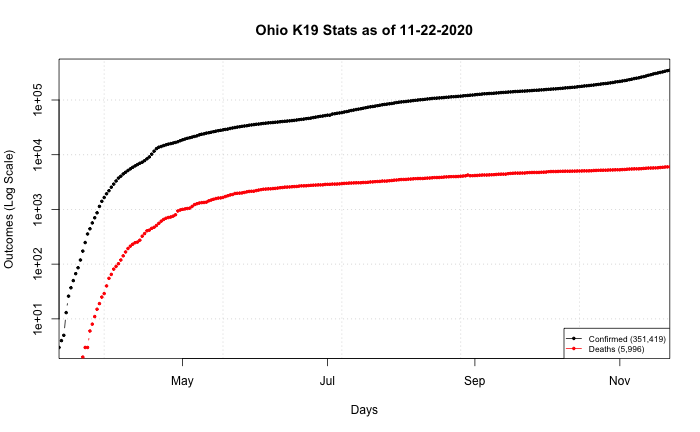 Ohio K19 Stats as of 11-22-2020
Outcomes (Log Scale)
1e+05
1e+04
1e+03
1e+02
1e+01
Confirmed (351,419)
Deaths (5,996)
May
Jul
Sep
Nov
Days